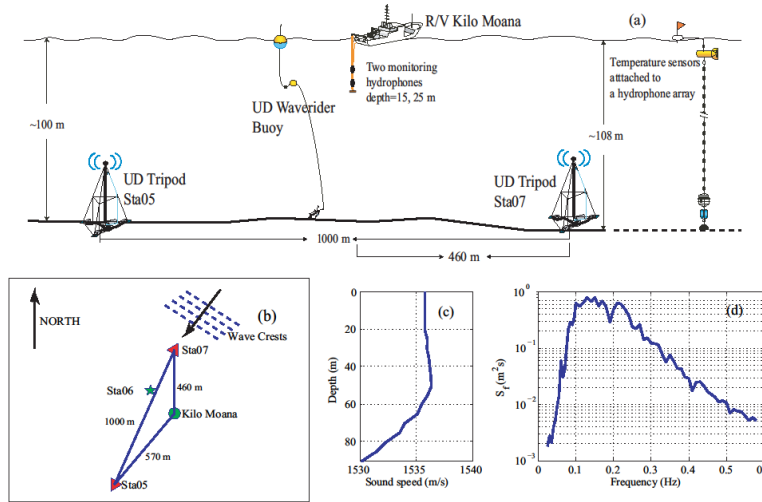 R/V Kilo Moana
(a)
Two monitoring
hydrophones
depth=15, 25 m
Temperature sensors
atttached to
a hydrophone array
UD Waverider
Buoy
~100 m
~108 m
UD Tripod
Sta05
UD Tripod
Sta07
1000 m
460 m
(b)
NORTH
Wave Crests
Sta07
Sta06
460 m
1000 m
Kilo Moana
570 m
Sta05
(c)
0
20
40
60
80
Depth (m)
1530
1535
1540
Sound speed (m/s)
(d)
10^0
10^-1
10^-2
10^-3
S_f(m^2s)
0
0.1
0.2
0.3
0.4
0.5
Frequency (Hz)